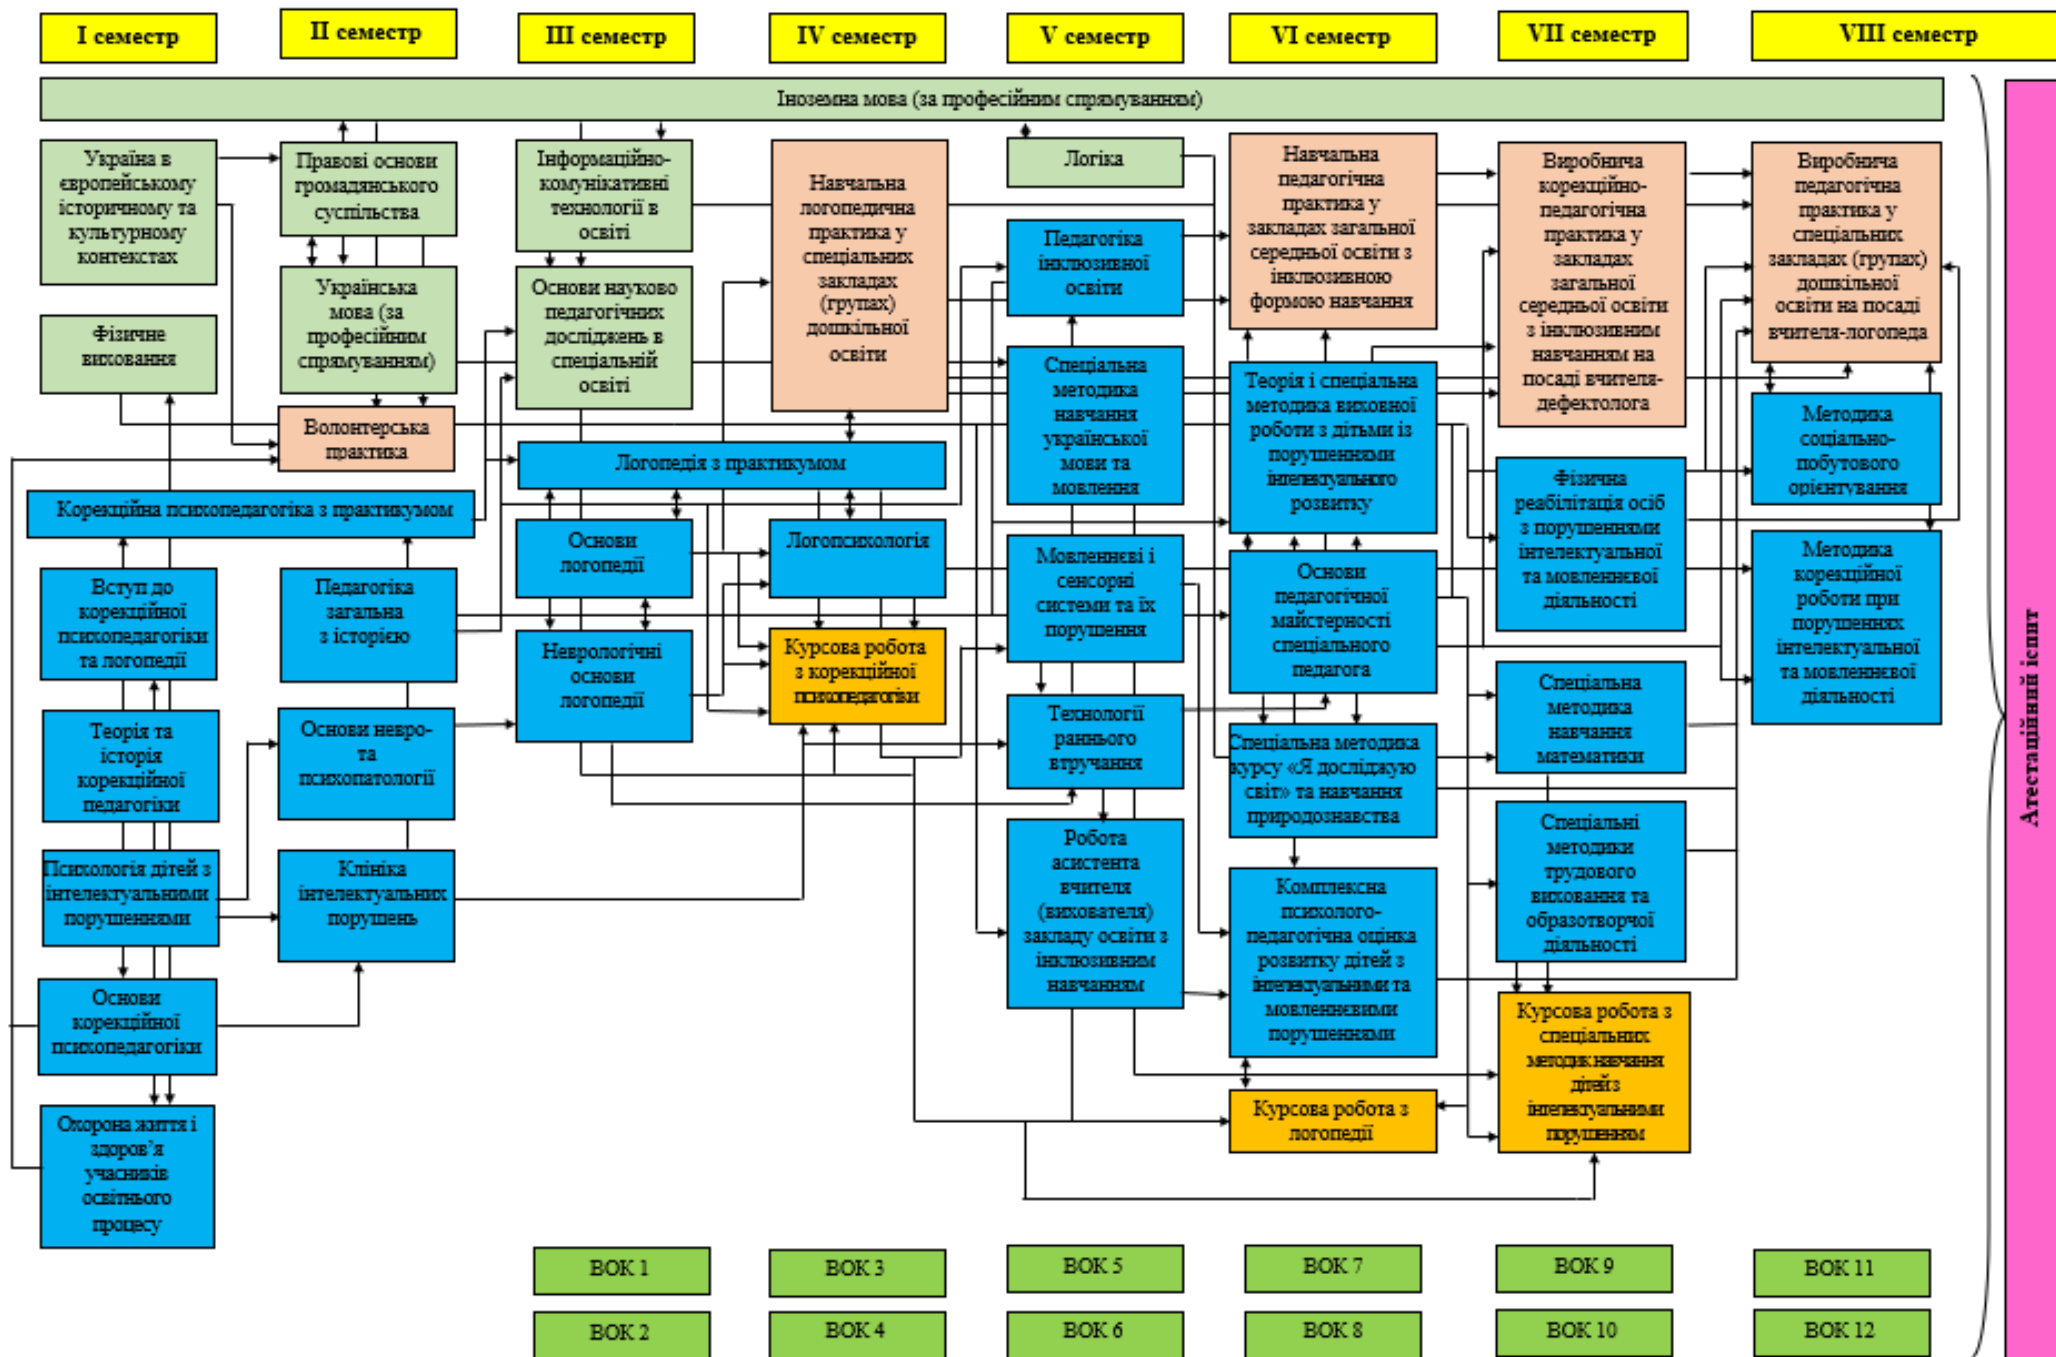 I семестр
II семестр
III семестр
IV семестр
V семестр
VI семестр
VII семестр
VIII семестр
Іноземна мова (за професійним спрямуванням)
Україна в
європейському
історичному та
культурному
контекстах
Фізичне
виховання
Корекційна психопедагогіка з практикумом
Вступ до
корекційної
психопедагогіки
та логопедії
Теорія та
історія
корекційної
педагогіки
Психологія дітей з
інтелектуальними
порушеннями
Основи
корекційної
психопедагогіки
Охорона життя і
здоров’я
учасників
освітнього
процесу
Правові основи
громадянського
суспільства
Українська
мова (за
професійним
спрямуванням)
Волонтерська
практика
Педагогіка
загальна
з історією
Основи невро-
та
психопатології
Клініка
інтелектуальних
порушень
Інформаційно-
комунікативні
технології в
освіті
Основи науково
педагогічних
досліджень в
спеціальній
освіті
Логопедія з практикумом
Основи
логопедії
Неврологічні
основи
логопедії
Навчальна
логопедична
практика у
спеціальних
закладах
(групах)
дошкільної
освіти
Логопсихологія
Курсова робота
з корекційної
психопедагогіки
Логіка
Педагогіка
інклюзивної
освіти
Спеціальна
методика
навчання
української
мови та
мовлення
Мовленнєві і
сенсорні
системи та їх
порушення
Технології
раннього
втручання
Робота
асистента
вчителя
(вихователя)
закладу освіти з
інклюзивним
навчанням
Навчальна
педагогічна
практика у
закладах загальної
середньої освіти з
інклюзивною
формою навчання
Теорія і спеціальна
методика виховної
роботи з дітьми із
порушеннями
інтелектуального
розвитку
Основи
педагогічної
майстерності
спеціального
педагога
Спеціальна методика
курсу «Я досліджую
світ» та навчання
природознавства
Комплексна
психолого-
педагогічна оцінка
розвитку дітей з
інтелектуальними та
мовленнєвими
порушеннями
Курсова робота з
логопедії
Виробнича
корекційно-
педагогічна
практика у
закладах
загальної
середньої освіти
з інклюзивним
навчанням на
посаді вчителя-
дефектолога
Фізична
реабілітація осіб
з порушеннями
інтелектуальної
та мовленнєвої
діяльності
Спеціальна
методика
навчання
математики
Спеціальні
методики
трудового
виховання та
образотворчої
діяльності
Курсова робота з
спеціальних
методик навчання
дітей з
інтелектуальними
порушенням
Виробнича
педагогічна
практика у
спеціальних
закладах (групах)
дошкільної
освіти на посаді
вчителя-логопеда
Методика
соціально-
побутового
орієнтування
Методика
корекційної
роботи при
порушеннях
інтелектуальної
та мовленнєвої
діяльності
Атестаційний іспит
ВОК 1
ВОК 3
ВОК 5
ВОК 7
ВОК 9
ВОК 11
ВОК 2
ВОК 4
ВОК 6
ВОК 8
ВОК 10
ВОК 12